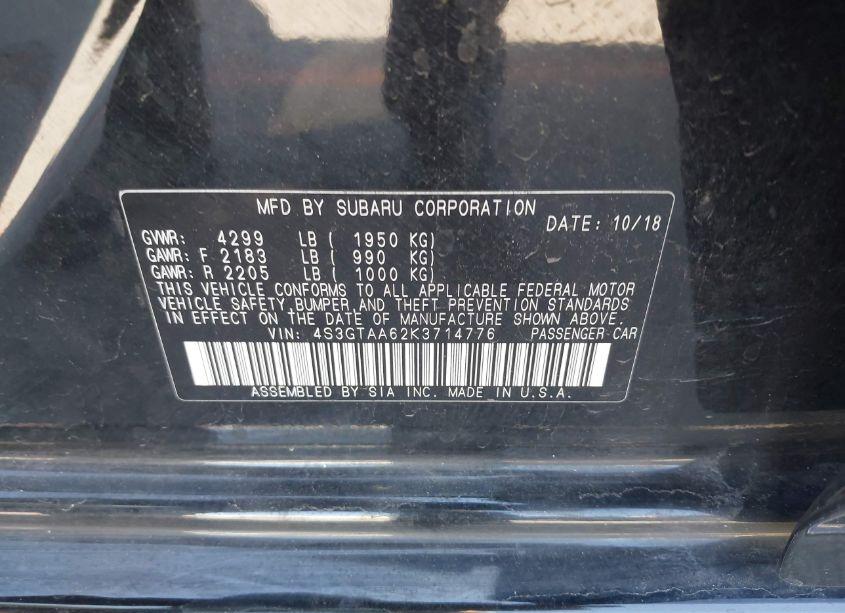 MFD BY SUBARU CORPORATION
DATE: 10/18
GVWR: 4299 LB ( 1950 KG)
GAWR: F 2183 LB ( 990 KG)
GAWR: R 2205 LB ( 1000 KG)
THIS VEHICLE CONFORMS TO ALL APPLICABLE FEDERAL MOTOR
VEHICLE SAFETY,BUMPER,AND THEFT PREVENTION STANDARDS
IN EFFECT ON THE DATE OF MANUFACTURE SHOWN ABOVE.
VIN: 4S3GTAA62K3714776 PASSENGER CAR
ASSEMBLED BY SIA INC. MADE IN U.S.A.